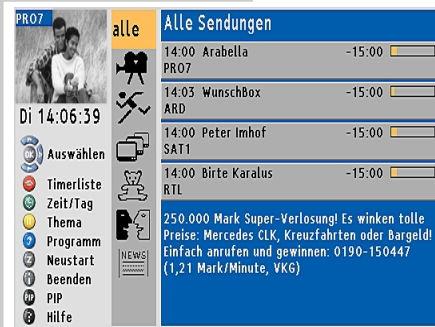 PRO7
alle
Alle Sendungen
14:00 Arabella -15:00
PRO7
14:03 WunschBox -15:00
ARD
14:00 Peter Imhof -15:00
SAT1
14:00 Birte Karalus -15:00
RTL
Di 14:06:39
OK Auswählen
Timerliste
Zeit/Tag
Thema
? Programm
Z Neustart
i Beenden
PIP PIP
? Hilfe
NEWS
250.000 Mark Super-Verlosung! Es winken tolle
Preise: Mercedes CLK, Kreuzfahrten oder Bargeld!
Einfach anrufen und gewinnen: 0190-150447
(1,21 Mark/Minute, VKG)